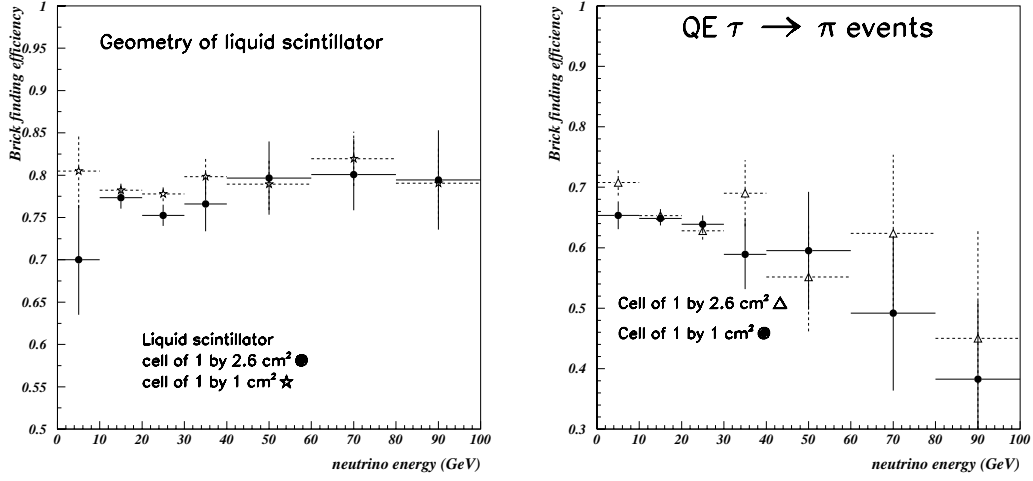 Geometry of liquid scintillator
Brick finding efficiency
1
0.95
0.9
0.85
0.8
0.75
0.7
0.65
0.6
0.55
0.5
Liquid scintillator
cell of 1 by 2.6 cm² ●
cell of 1 by 1 cm² ☆
0 10 20 30 40 50 60 70 80 90 100
neutrino energy (GeV)
QE τ → π events
Brick finding efficiency
1
0.9
0.8
0.7
0.6
0.5
0.4
0.3
Cell of 1 by 2.6 cm² △
Cell of 1 by 1 cm² ●
0 10 20 30 40 50 60 70 80 90 100
neutrino energy (GeV)